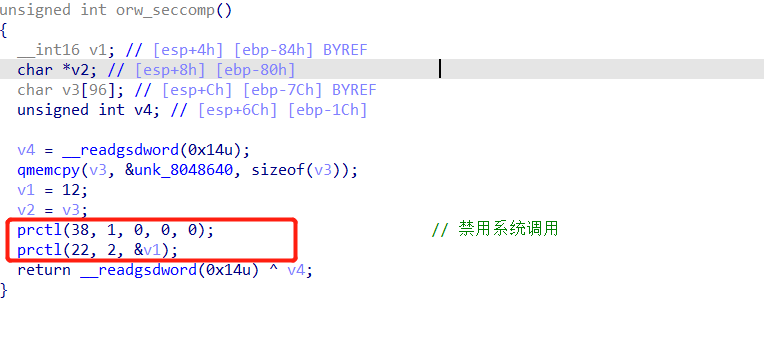 unsigned int orw_seccomp()
{
  __int16 v1; // [esp+4h] [ebp-84h] BYREF
  char *v2; // [esp+8h] [ebp-80h]
  char v3[96]; // [esp+Ch] [ebp-7Ch] BYREF
  unsigned int v4; // [esp+6Ch] [ebp-1Ch]

  v4 = __readgsdword(0x14u);
  qmemcpy(v3, &unk_8048640, sizeof(v3));
  v1 = 12;
  v2 = v3;
  prctl(38, 1, 0, 0, 0); // 禁用系统调用
  prctl(22, 2, &v1);
  return __readgsdword(0x14u) ^ v4;
}